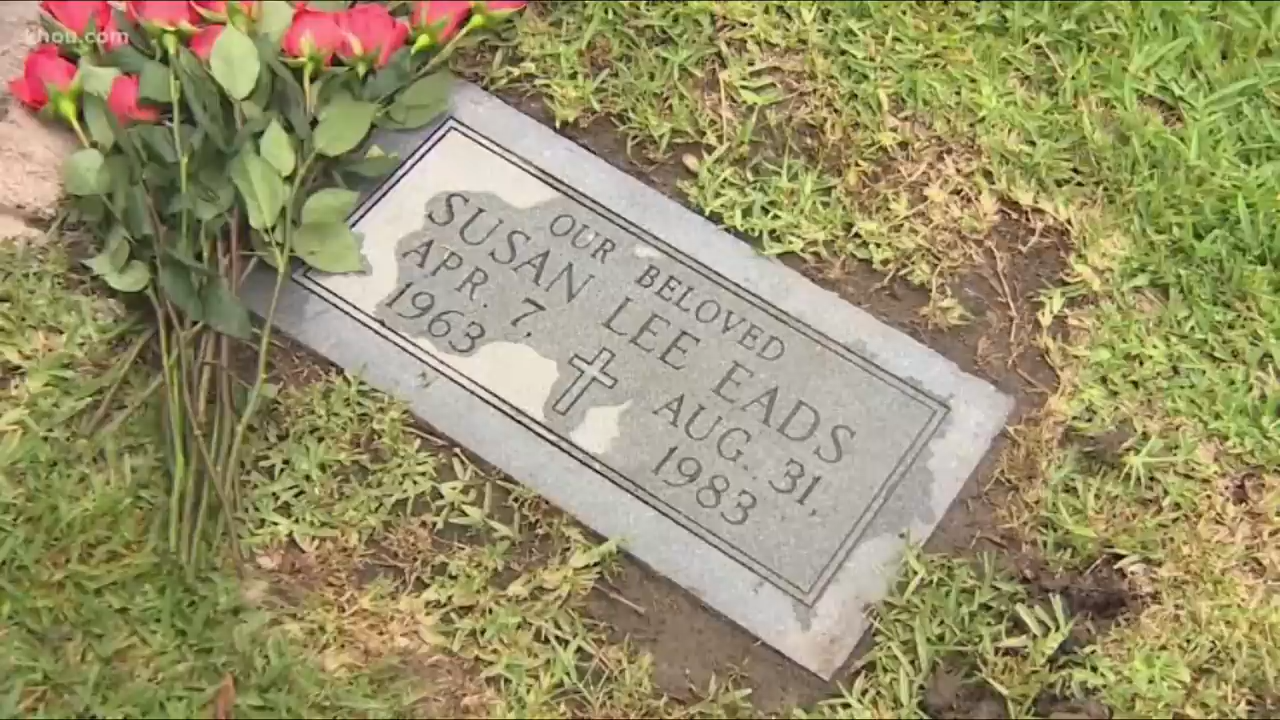 khou.com
OUR BELOVED
SUSAN LEE EADS
APR. 7, AUG. 31,
1963 1983